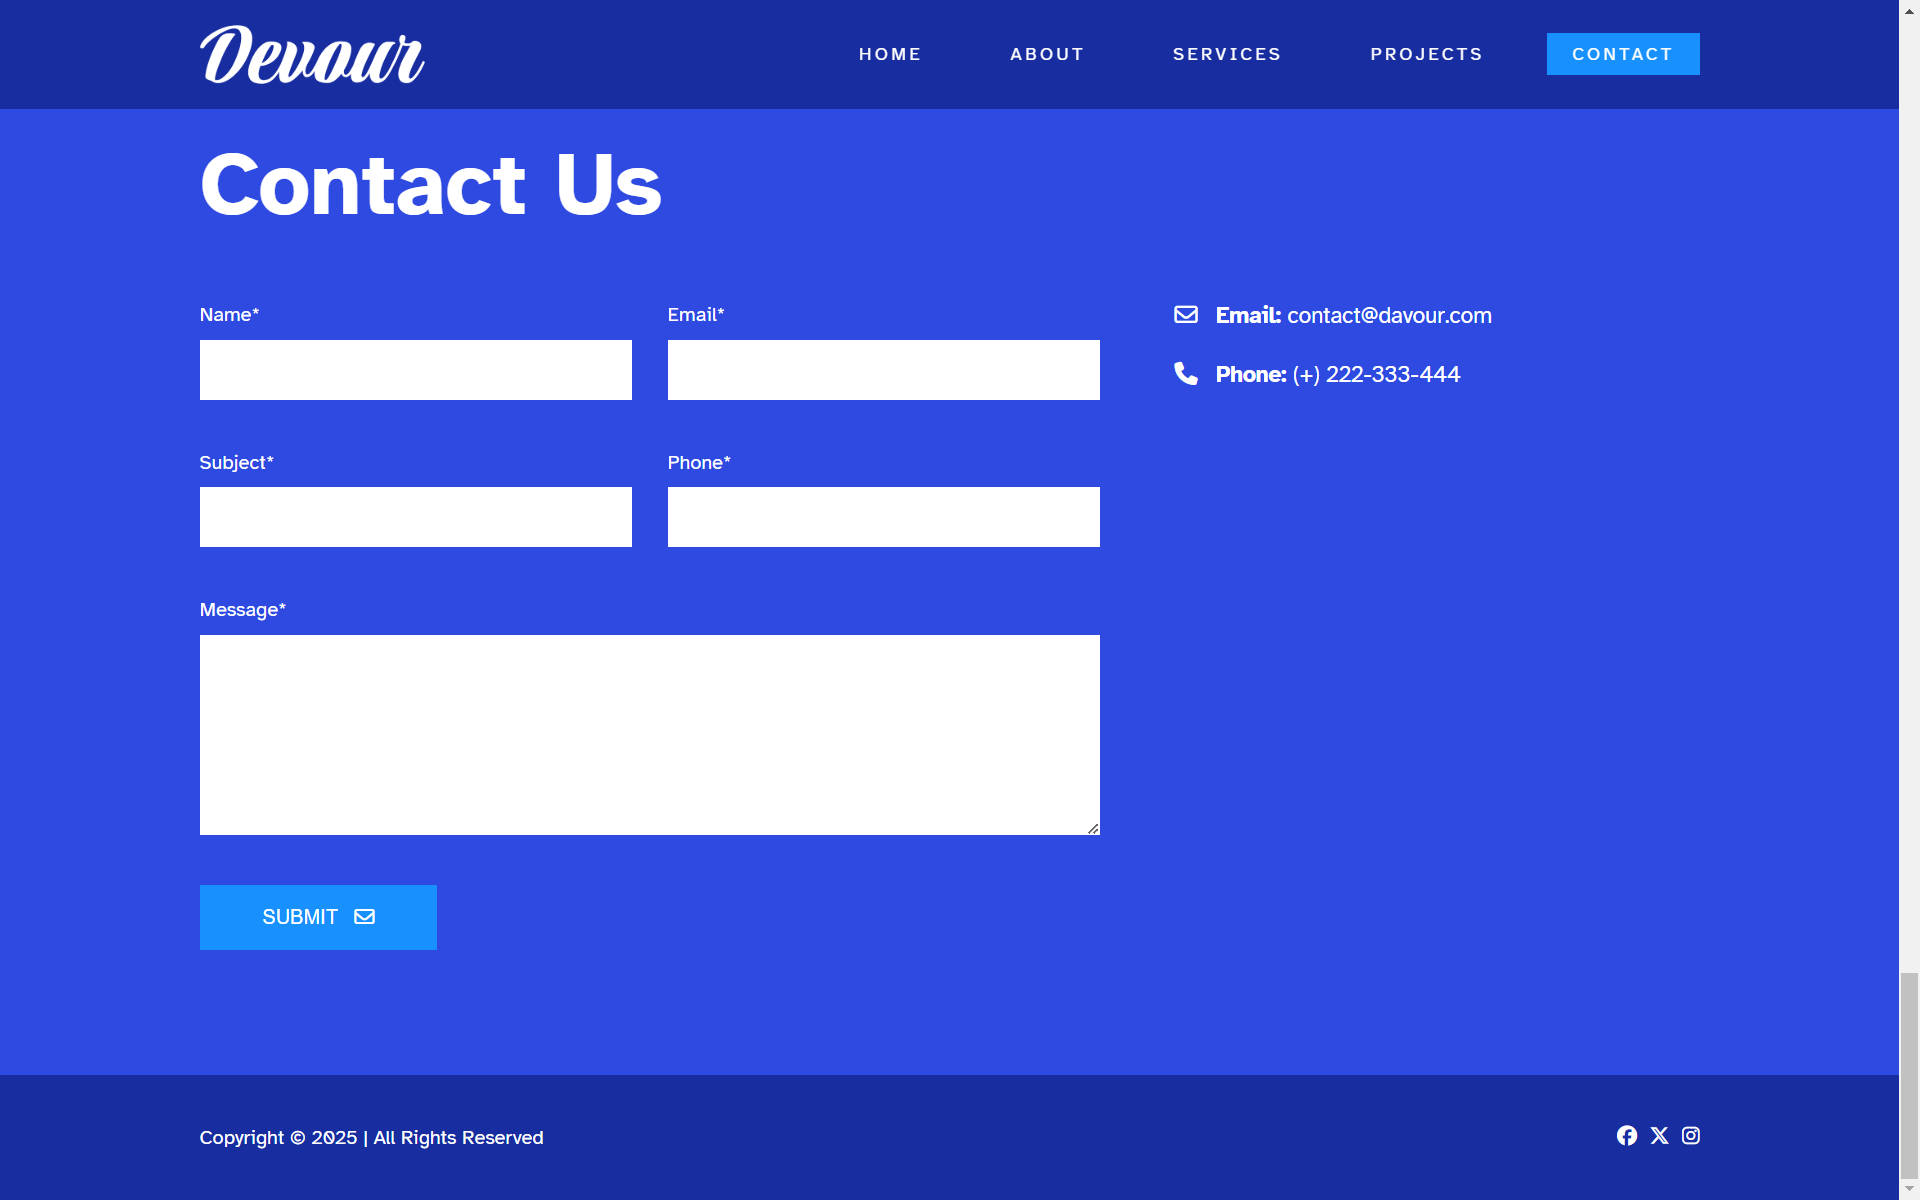 Devour
HOME ABOUT SERVICES PROJECTS CONTACT
Contact Us
Name* Email*
Email: contact@davour.com
Phone: (+) 222-333-444
Subject* Phone*
Message*
SUBMIT
Copyright © 2025 | All Rights Reserved